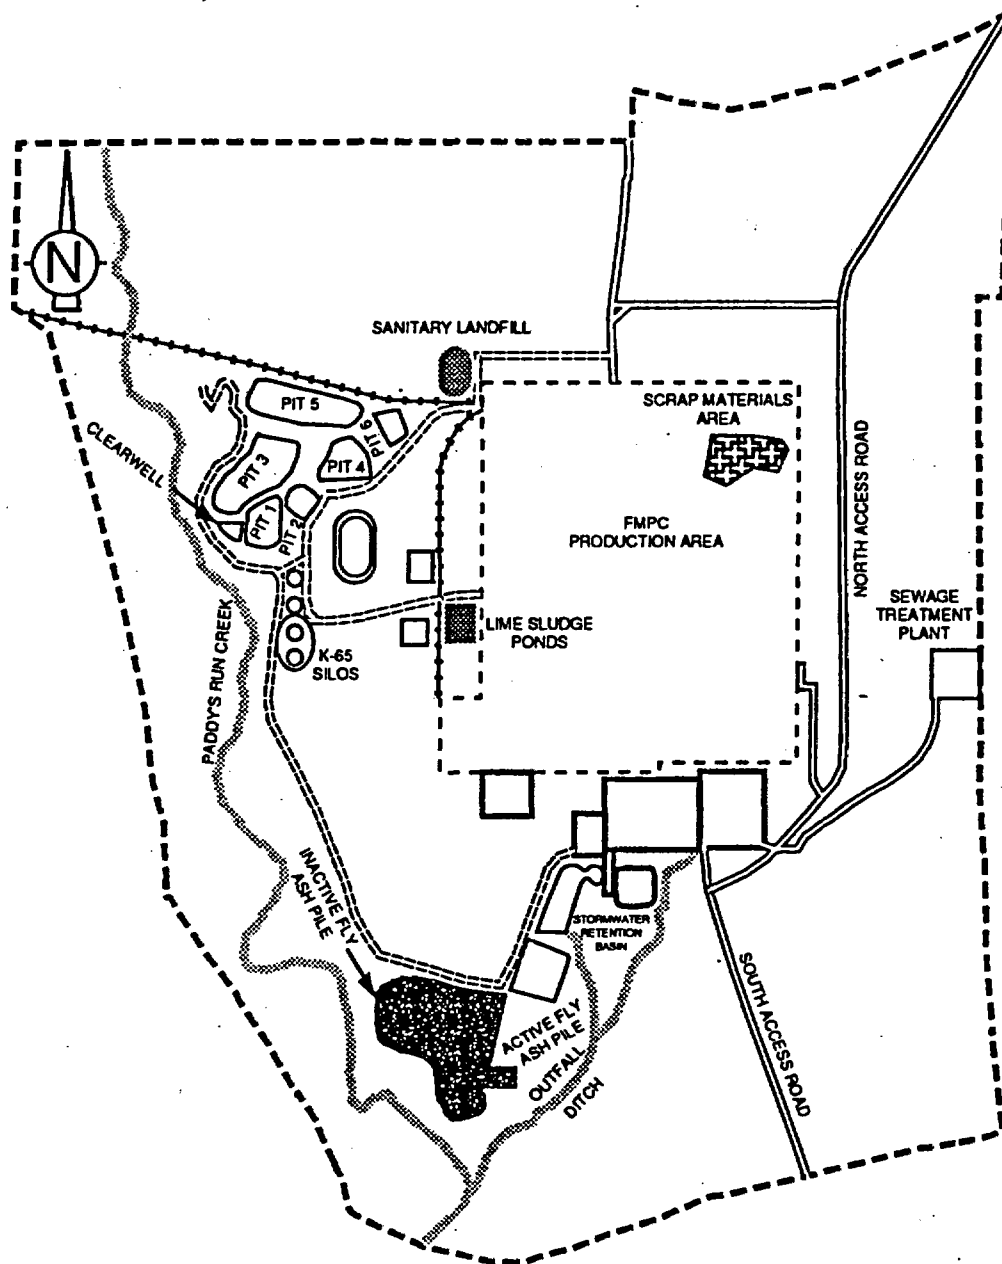 N
SANITARY LANDFILL
SCRAP MATERIALS
AREA
PIT 5
PIT 6
CLEARWELL
PIT 3
PIT 4
PIT 1
PIT 2
FMPC
PRODUCTION AREA
NORTH ACCESS ROAD
SEWAGE
TREATMENT
PLANT
LIME SLUDGE
PONDS
K-65
SILOS
PADDY'S RUN CREEK
INACTIVE FLY
ASH PILE
STORMWATER
RETENTION
BASIN
ACTIVE FLY
ASH PILE
OUTFALL
DITCH
SOUTH ACCESS ROAD